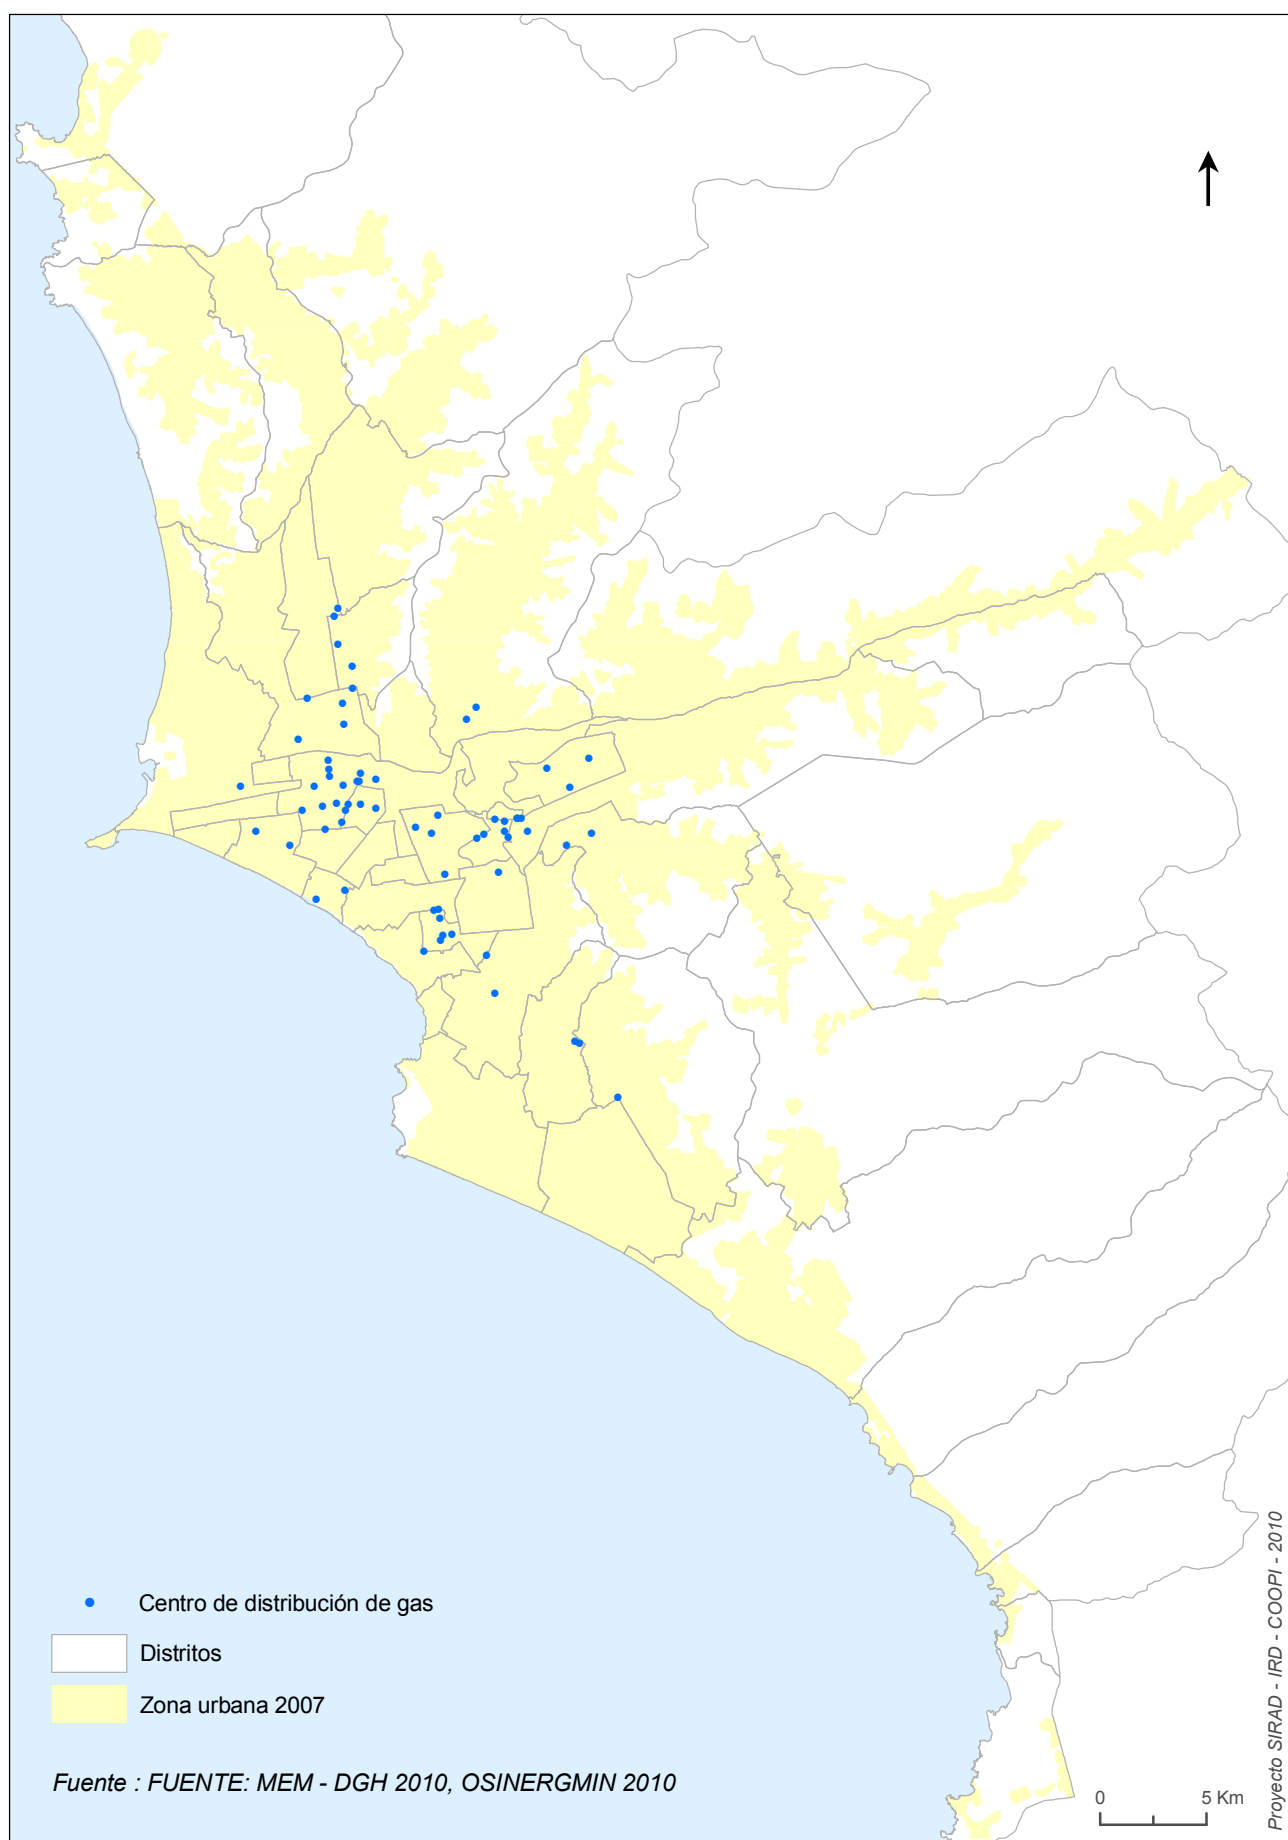 Centro de distribución de gas
Distritos
Zona urbana 2007
Fuente : FUENTE: MEM - DGH 2010, OSINERGMIN 2010
0 5 Km
Proyecto SIRAD - IRD - COOPI - 2010